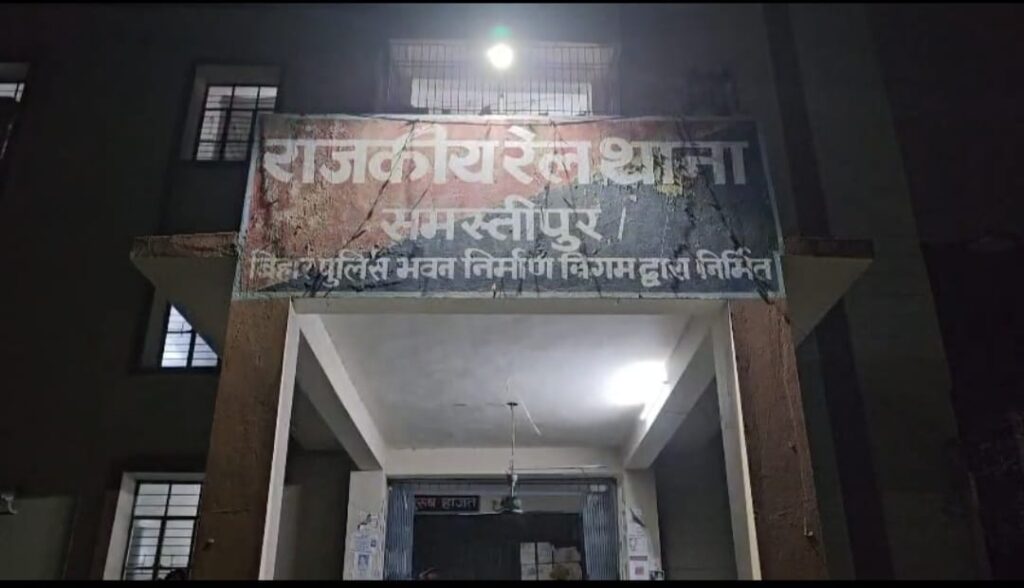 राजकीय रेल थाना
समस्तीपुर।
बिहार पुलिस भवन निर्माण निगम द्वारा निर्मित
हाजत